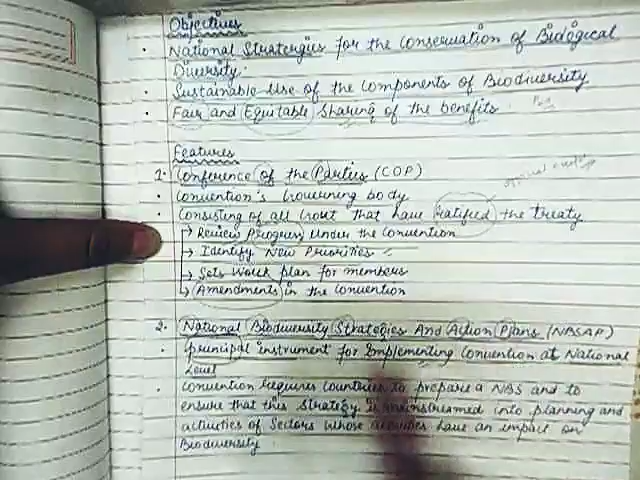 Objectives
• National Strategies for the Conservation of Biological
Diversity.
• Sustainable Use of the Components of Biodiversity
• Fair and Equitable Sharing of the benefits
Features
1. Conference of the Parties (COP)
• Convention's Governing body
• Consisting of all Govt that have Ratified the treaty
→ Review Progress Under the Convention
→ Identify New Priorities
→ Sets Work plan for members
→ Amendments in the Convention
2. National Biodiversity Strategies And Action Plans (NBSAP)
• principal instrument for Implementing Convention at National
Level
• Convention Requires Countries to prepare a NBS and to
ensure that this Strategy is mainstreamed into planning and
activities of Sectors whose activities have an impact on
Biodiversity